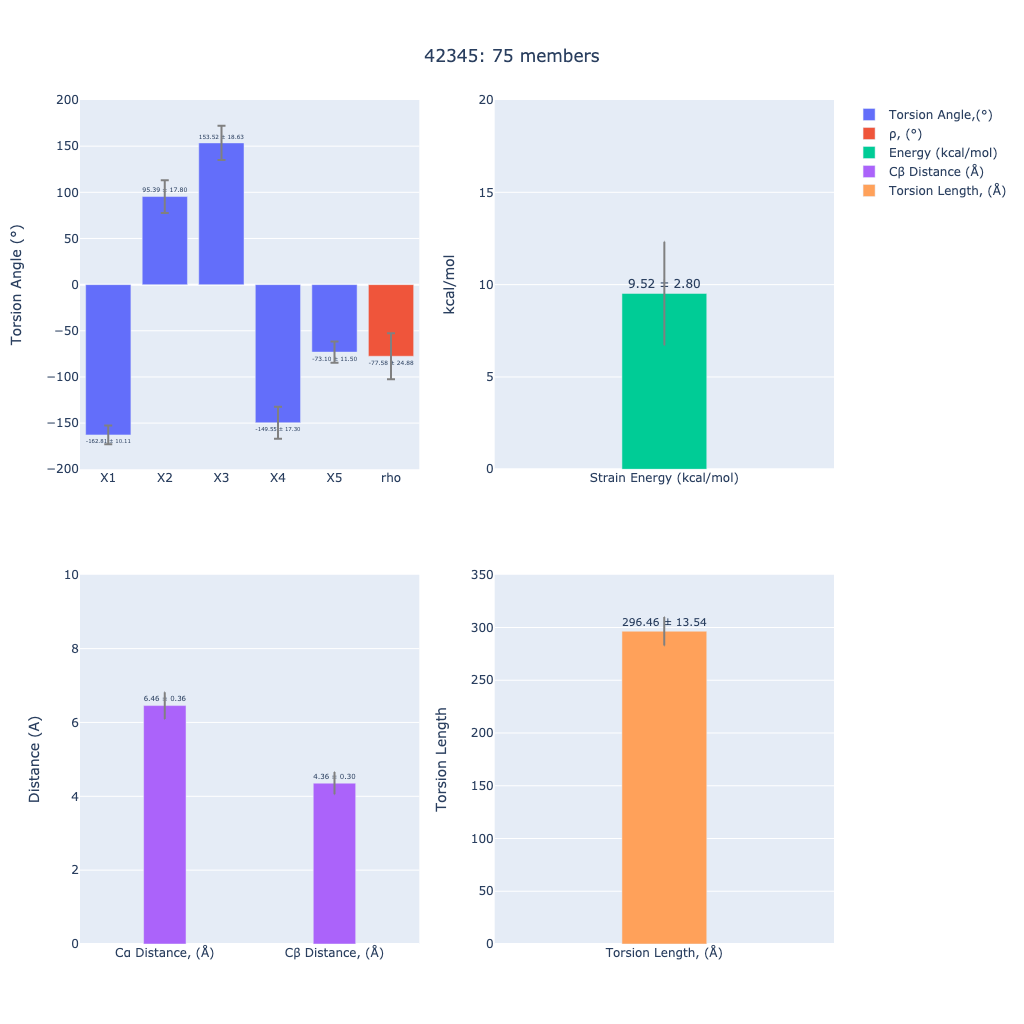 42345: 75 members
Torsion Angle (°)
200
150
100
50
0
−50
−100
−150
−200
95.39 ± 17.80
153.52 ± 18.63
-73.10 ± 11.50
-77.58 ± 24.88
-149.55 ± 17.30
± 10.11
X1 X2 X3 X4 X5 rho
kcal/mol
20
15
10
5
0
9.52 ± 2.80
Strain Energy (kcal/mol)
Torsion Angle,(°)
ρ, (°)
Energy (kcal/mol)
Cβ Distance (Å)
Torsion Length, (Å)
Distance (A)
10
8
6
4
2
0
6.46 ± 0.36
4.36 ± 0.30
Cα Distance, (Å) Cβ Distance, (Å)
Torsion Length
350
300
250
200
150
100
50
0
296.46 ± 13.54
Torsion Length, (Å)